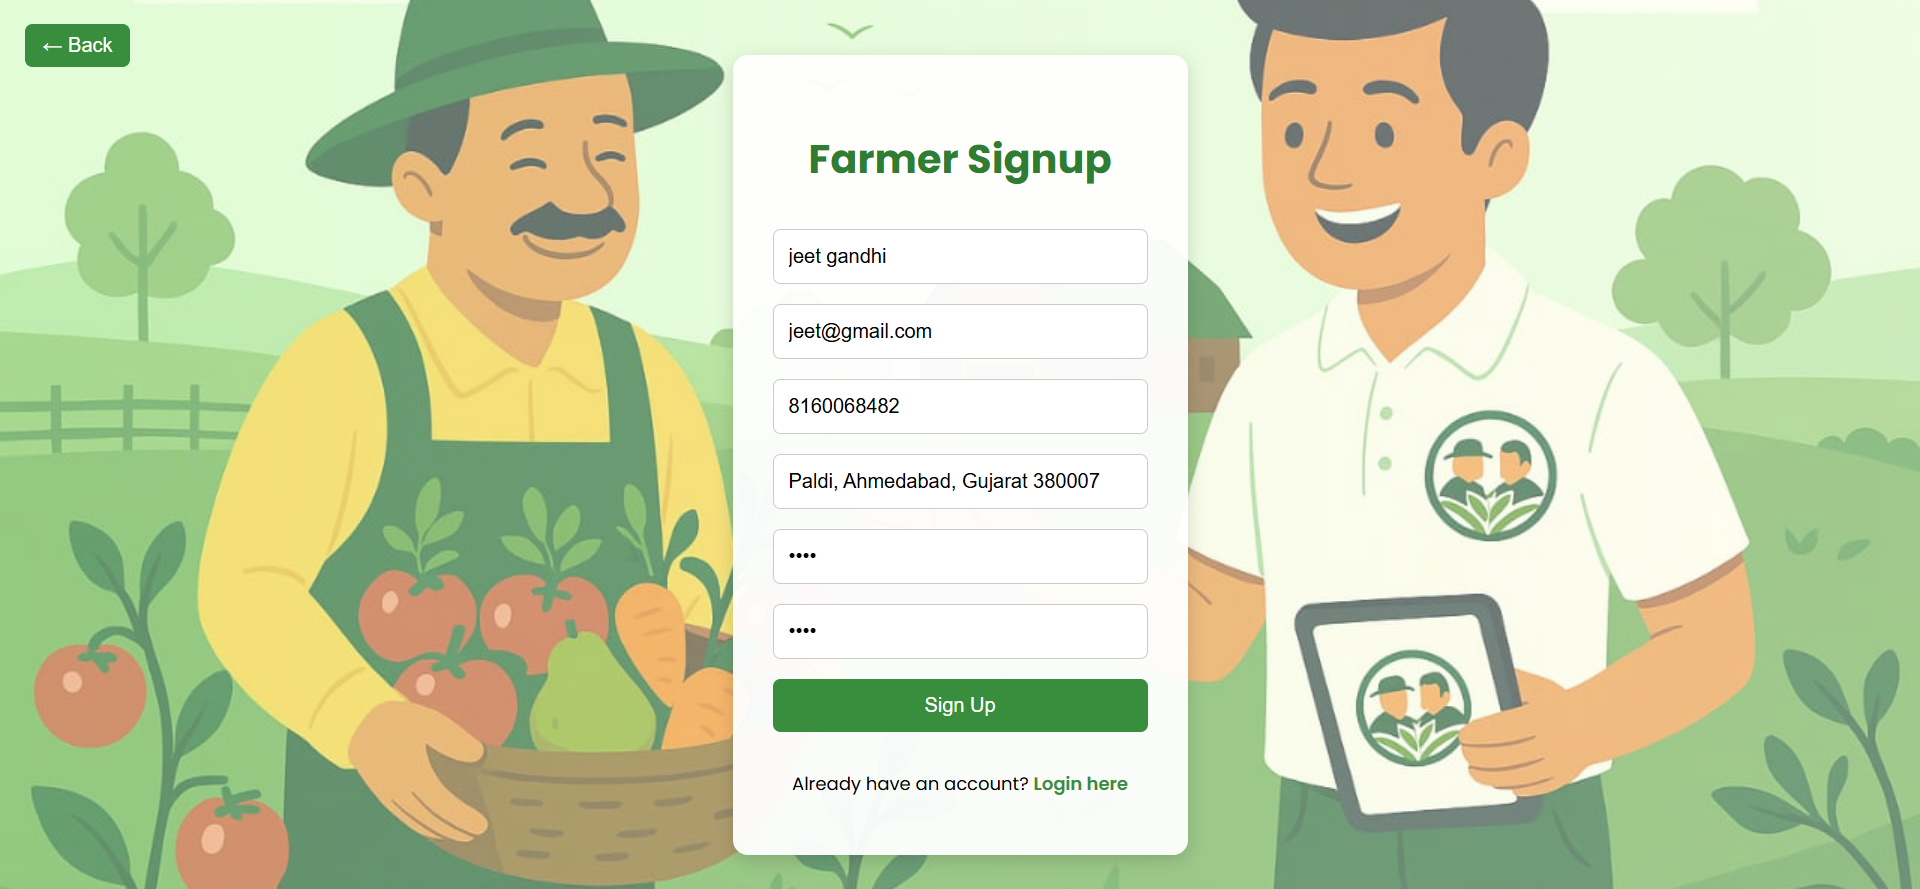 ← Back
Farmer Signup
jeet gandhi
jeet@gmail.com
8160068482
Paldi, Ahmedabad, Gujarat 380007
••••
••••
Sign Up
Already have an account? Login here